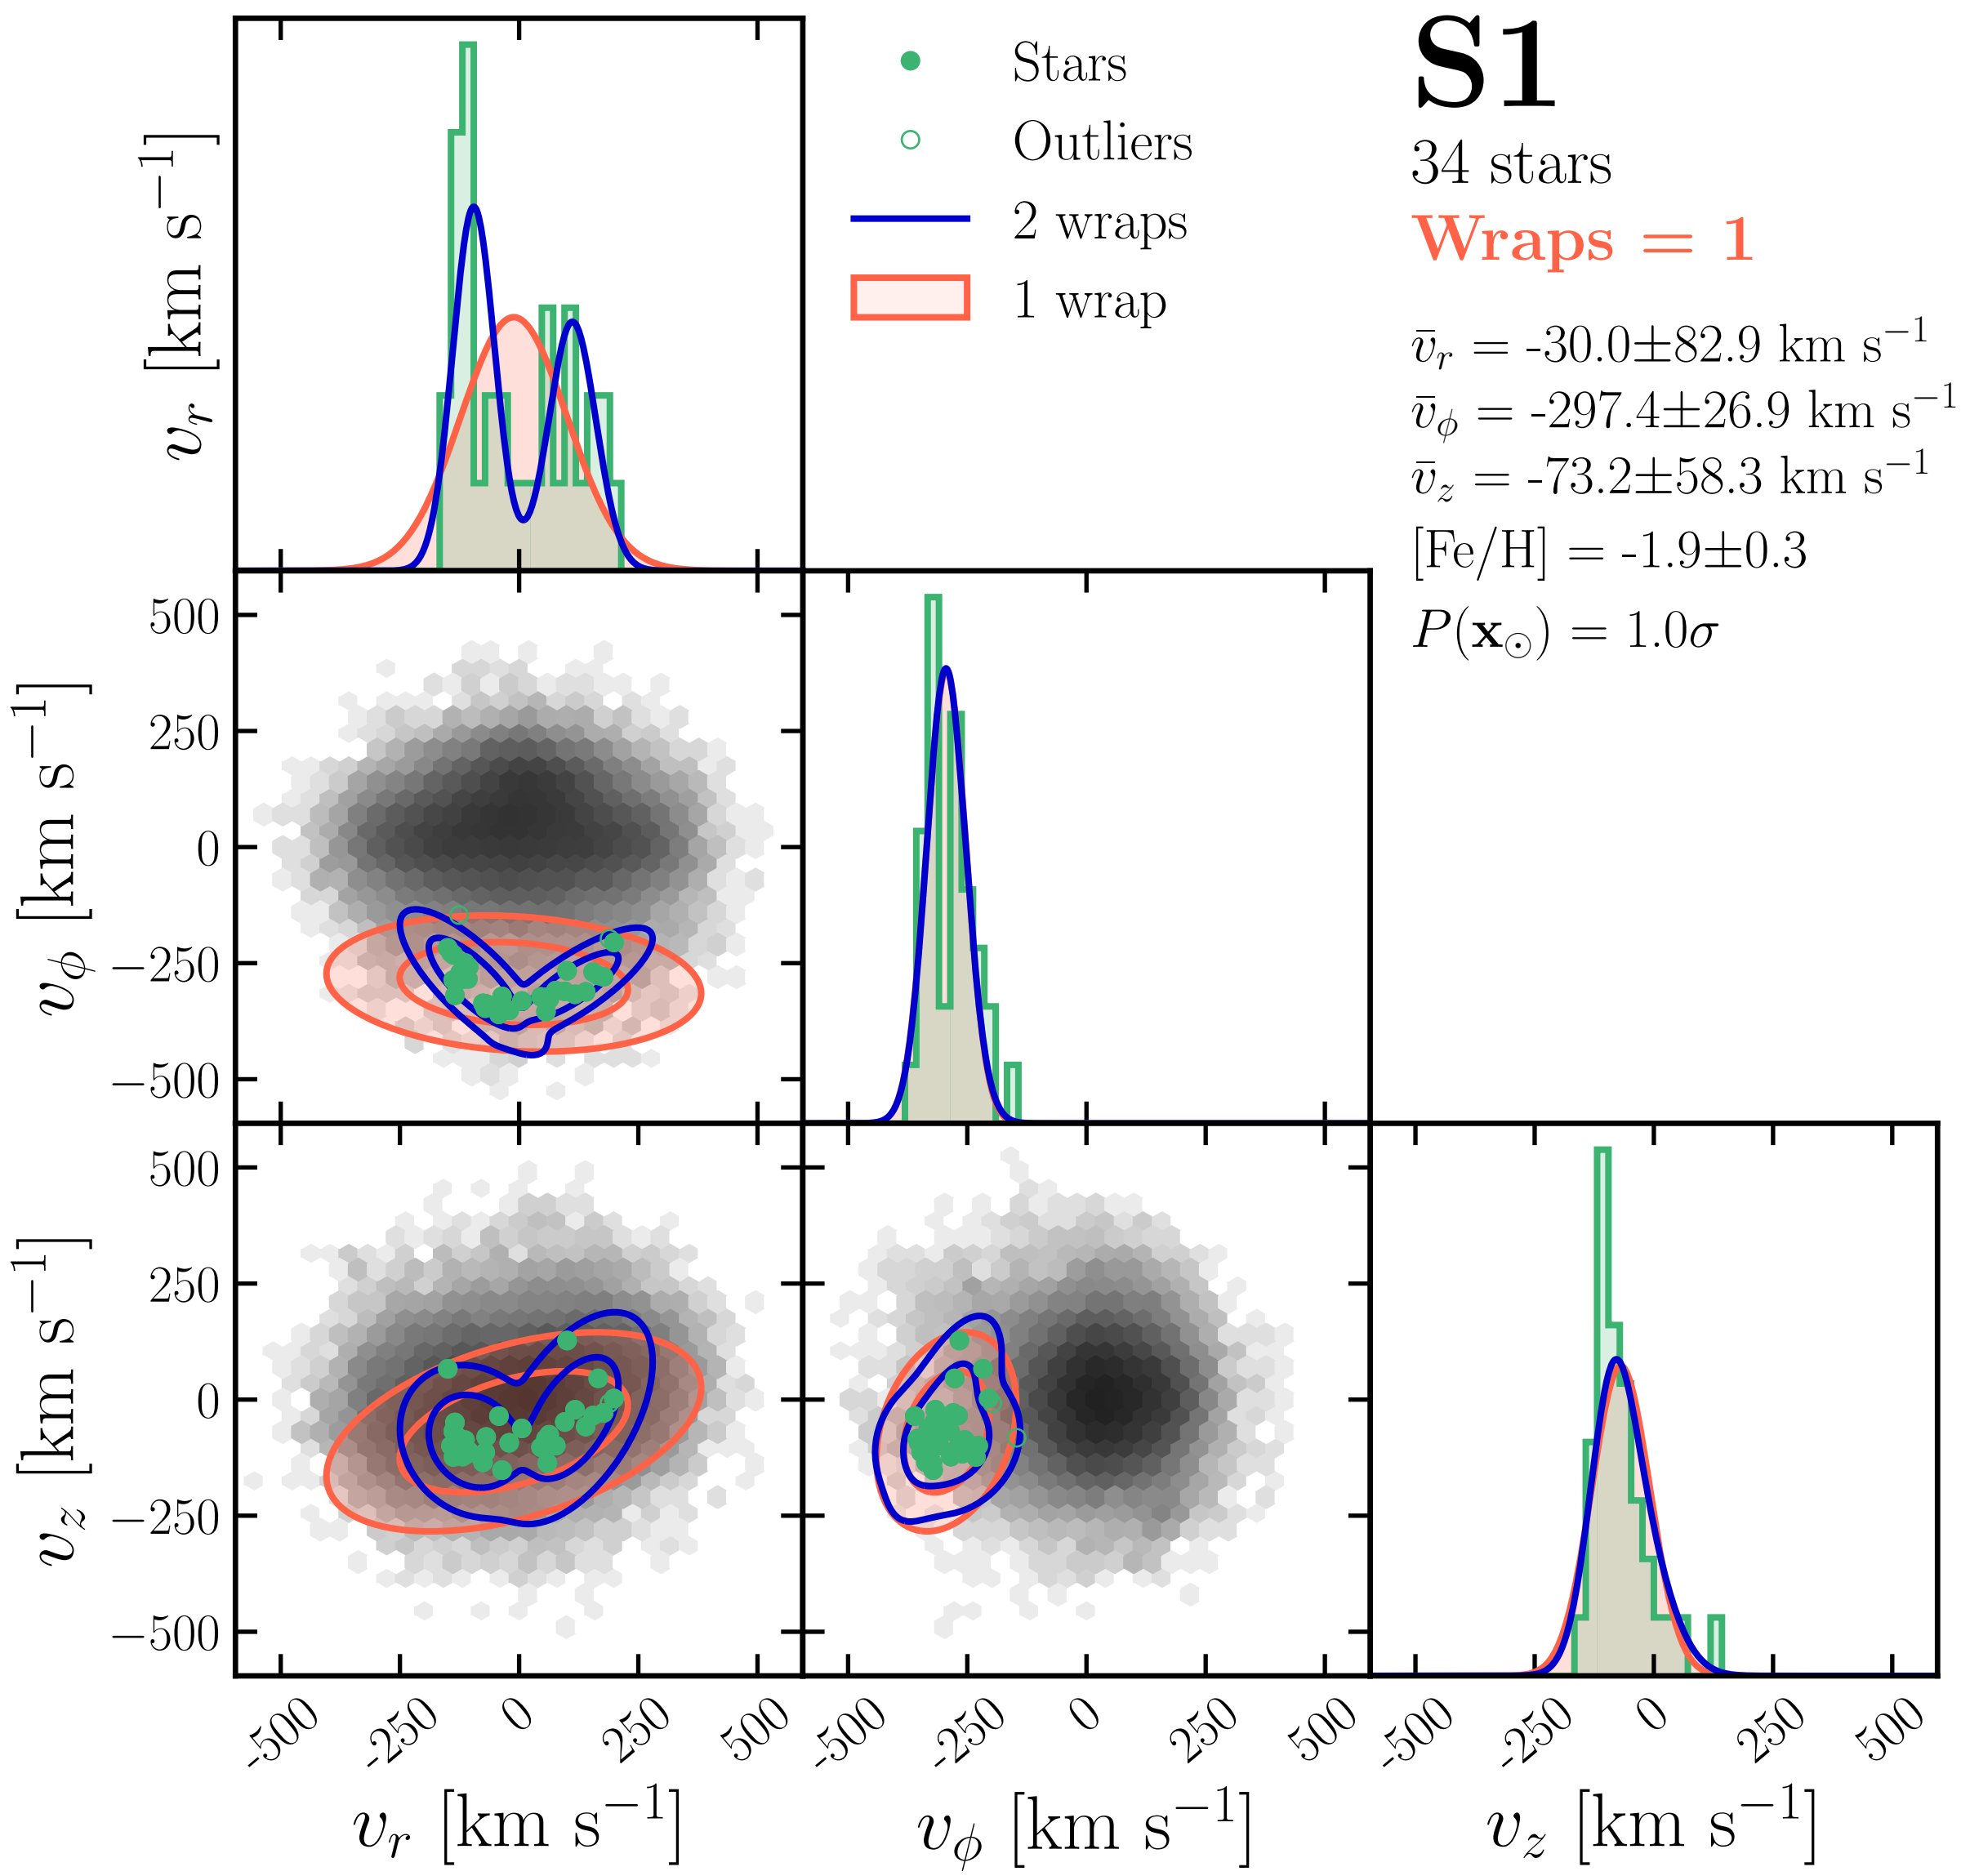 S1
34 stars
Wraps = 1
v̄_r = -30.0±82.9 km s⁻¹
v̄_ϕ = -297.4±26.9 km s⁻¹
v̄_z = -73.2±58.3 km s⁻¹
[Fe/H] = -1.9±0.3
P(x_⊙) = 1.0σ
Stars
Outliers
2 wraps
1 wrap
v_r [km s⁻¹]
500
250
0
−250
−500
v_ϕ [km s⁻¹]
500
250
0
−250
−500
v_z [km s⁻¹]
-500 -250 0 250 500
-500 -250 0 250 500
-500 -250 0 250 500
v_r [km s⁻¹]
v_ϕ [km s⁻¹]
v_z [km s⁻¹]